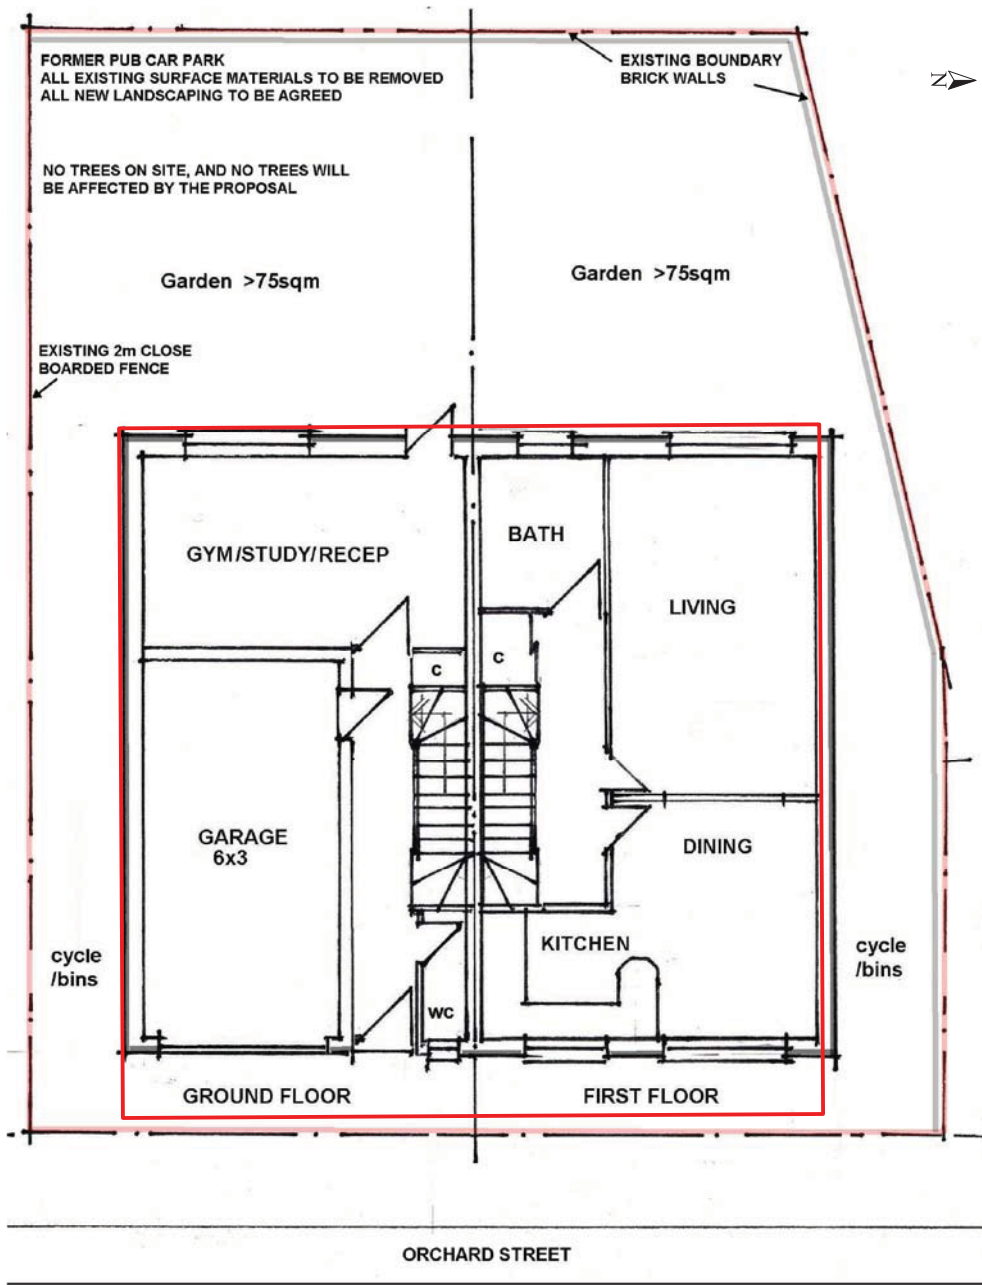 FORMER PUB CAR PARK
ALL EXISTING SURFACE MATERIALS TO BE REMOVED
ALL NEW LANDSCAPING TO BE AGREED
EXISTING BOUNDARY
BRICK WALLS
N
NO TREES ON SITE, AND NO TREES WILL
BE AFFECTED BY THE PROPOSAL
Garden >75sqm
Garden >75sqm
EXISTING 2m CLOSE
BOARDED FENCE
GYM/STUDY/RECEP
BATH
LIVING
C
C
GARAGE
6x3
DINING
KITCHEN
cycle
/bins
cycle
/bins
WC
GROUND FLOOR
FIRST FLOOR
ORCHARD STREET